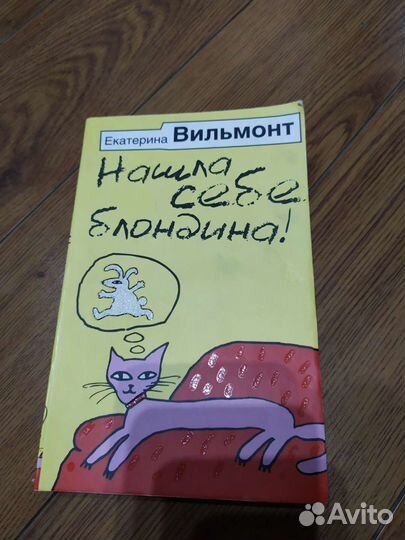 Екатерина Вильмонт
Нашла
себе
блондина!
Avito